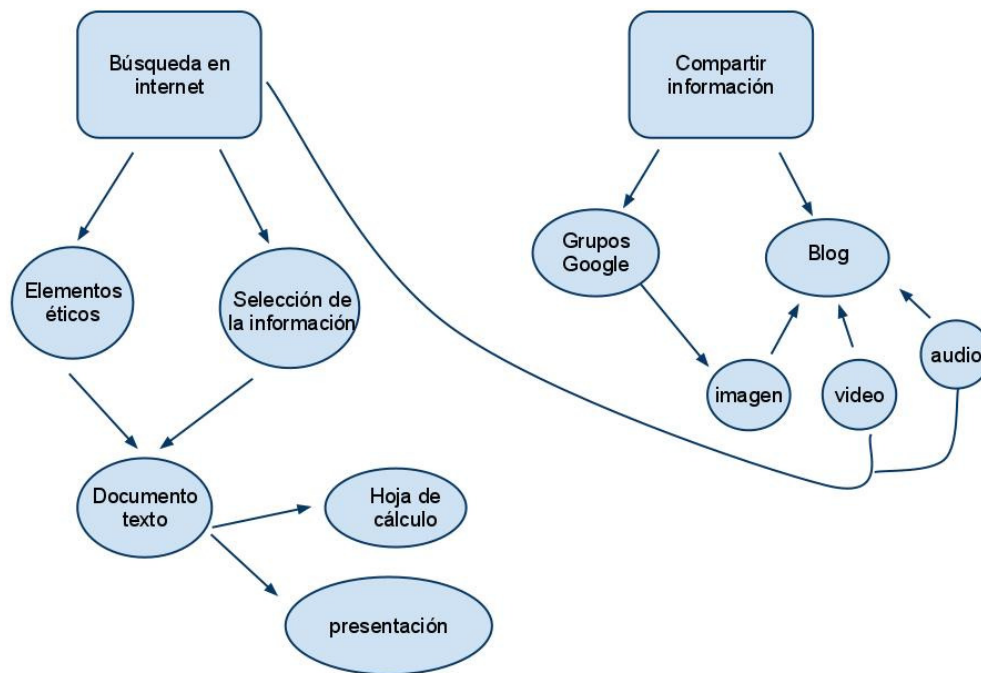 Búsqueda en
internet
Compartir
información
Grupos
Google
Blog
Elementos
éticos
Selección de
la información
imagen
video
audio
Documento
texto
Hoja de
cálculo
presentación